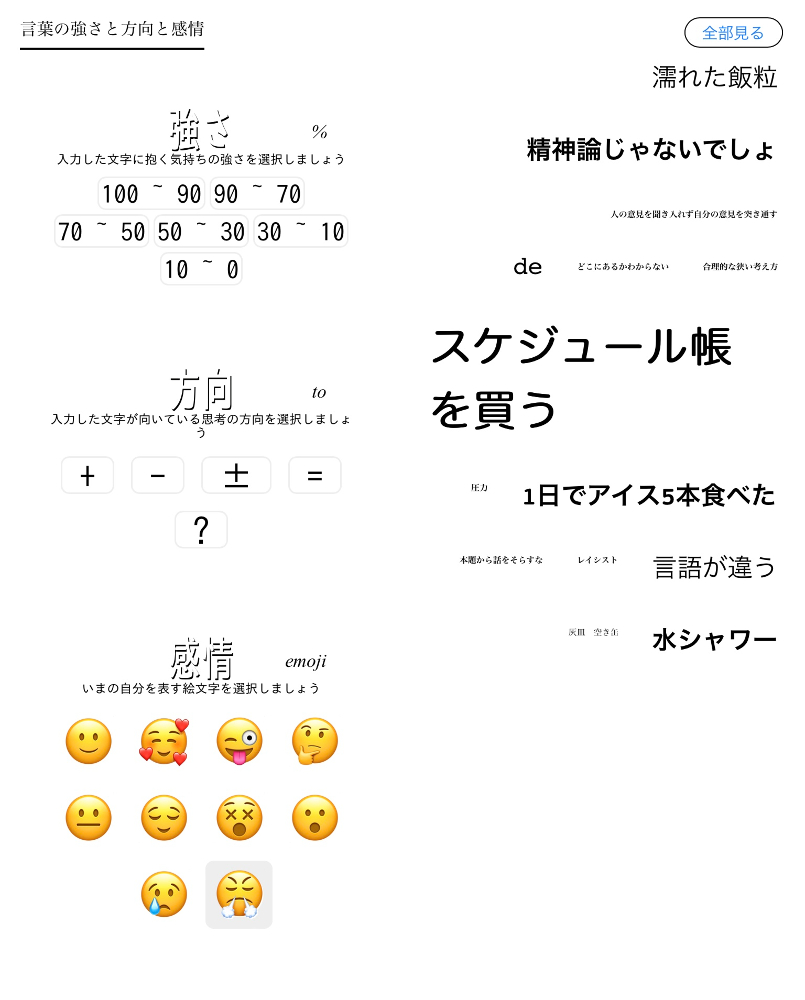 言葉の強さと方向と感情
全部見る
強さ %
入力した文字に抱く気持ちの強さを選択しましょう
100 ~ 90 90 ~ 70
70 ~ 50 50 ~ 30 30 ~ 10
10 ~ 0
方向 to
入力した文字が向いている思考の方向を選択しましょ
う
+ − ± =
?
感情 emoji
いまの自分を表す絵文字を選択しましょう
濡れた飯粒
精神論じゃないでしょ
人の意見を聞き入れず自分の意見を突き通す
de どこにあるかわからない 合理的な狭い考え方
スケジュール帳
を買う
圧力 1日でアイス5本食べた
本題から話をそらすな レイシスト 言語が違う
灰皿 空き缶 水シャワー